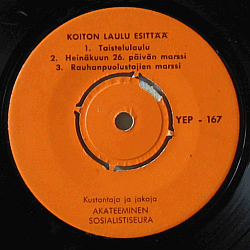 KOITON LAULU ESITTÄÄ
1. Taistelulaulu
2. Heinäkuun 26. päivän marssi
3. Rauhanpuolustajien marssi
YEP - 167
Kustantaja ja jakaja
AKATEEMINEN
SOSIALISTISEURA